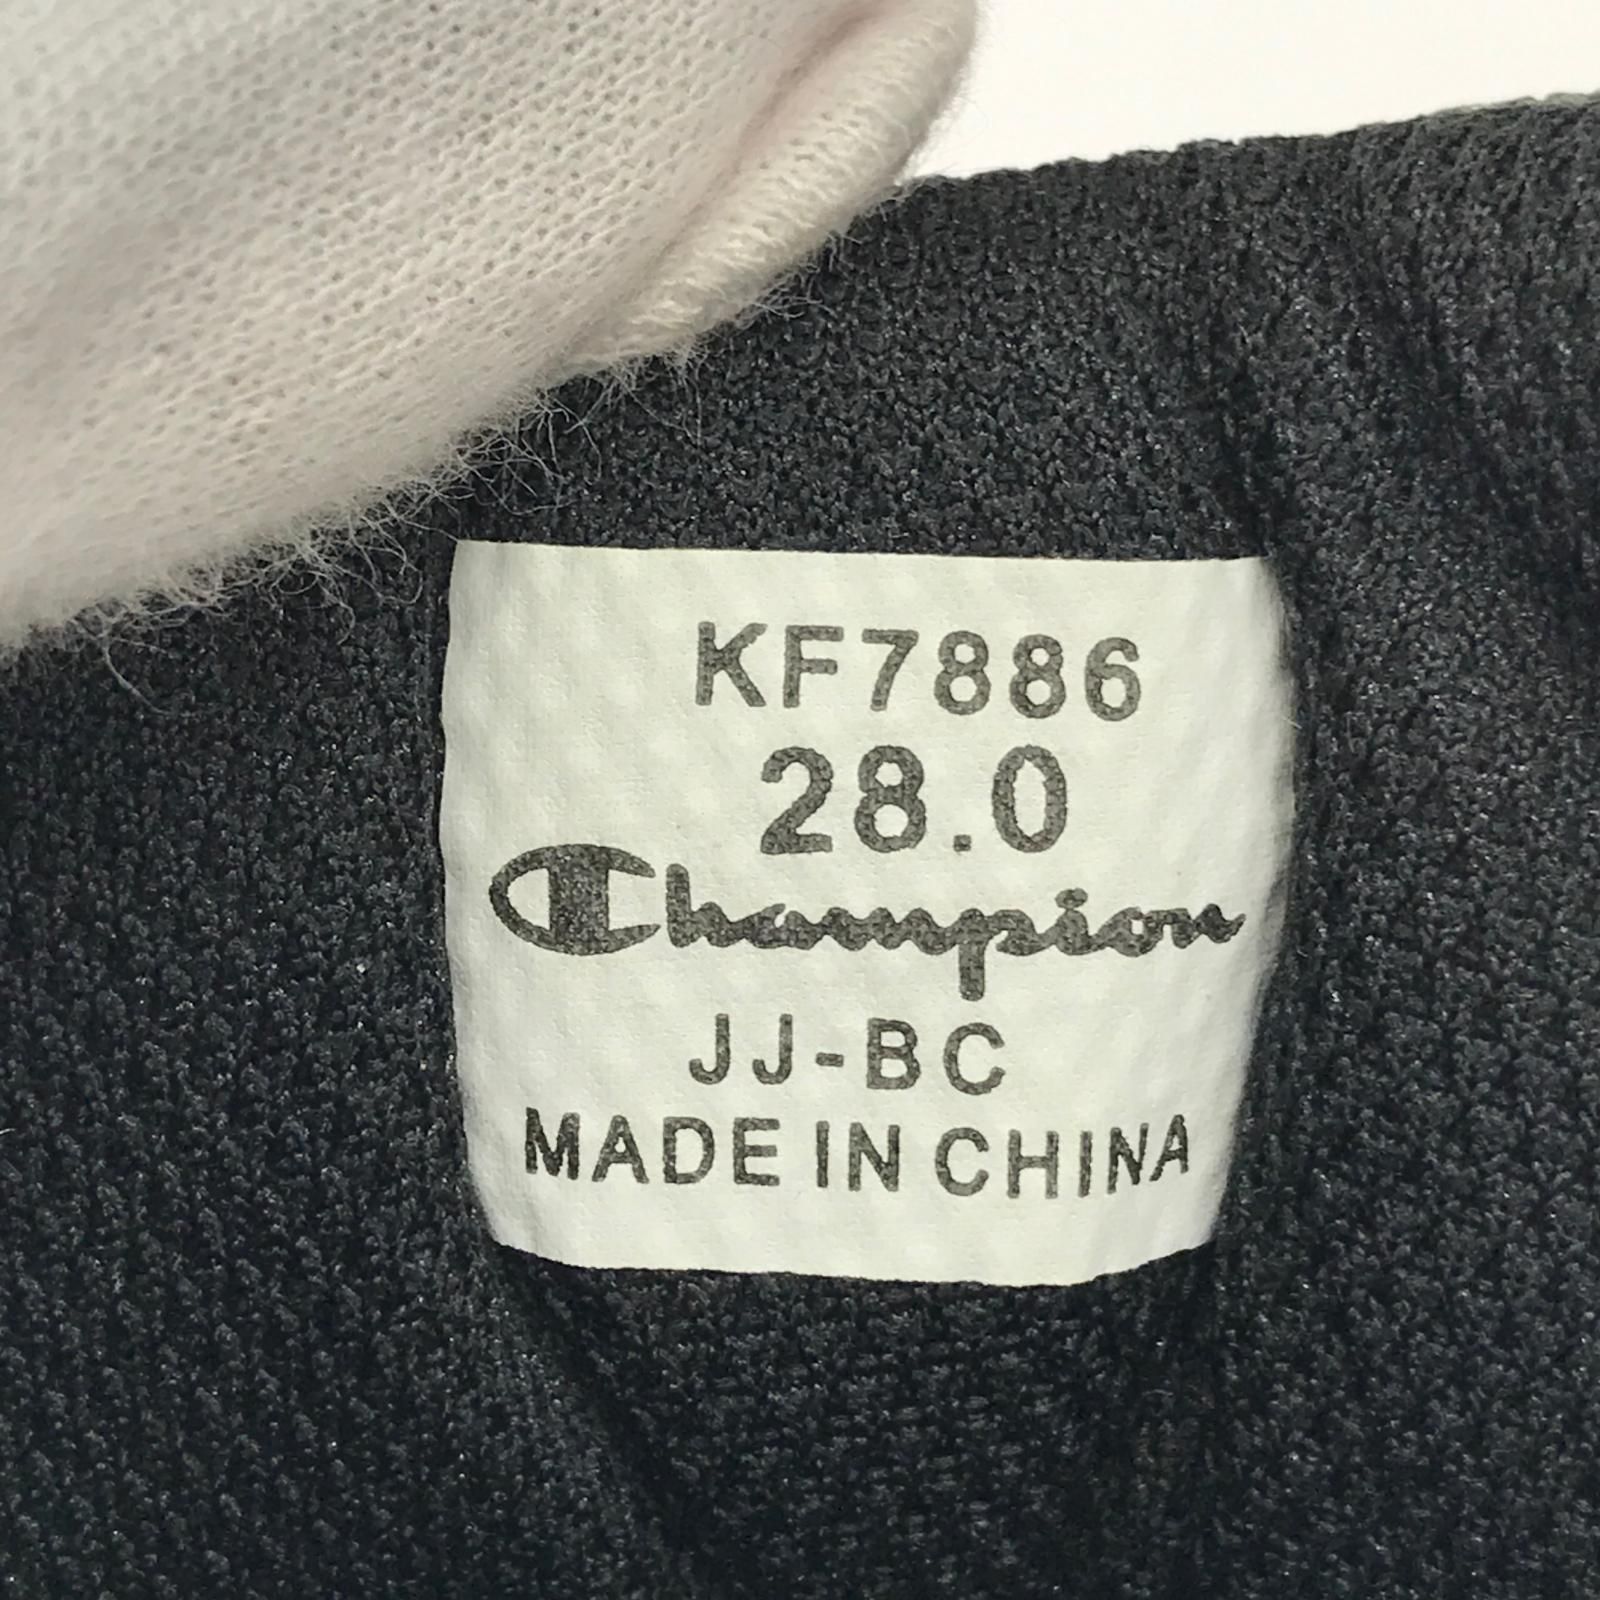 KF7886
28.0
Champion
JJ-BC
MADE IN CHINA